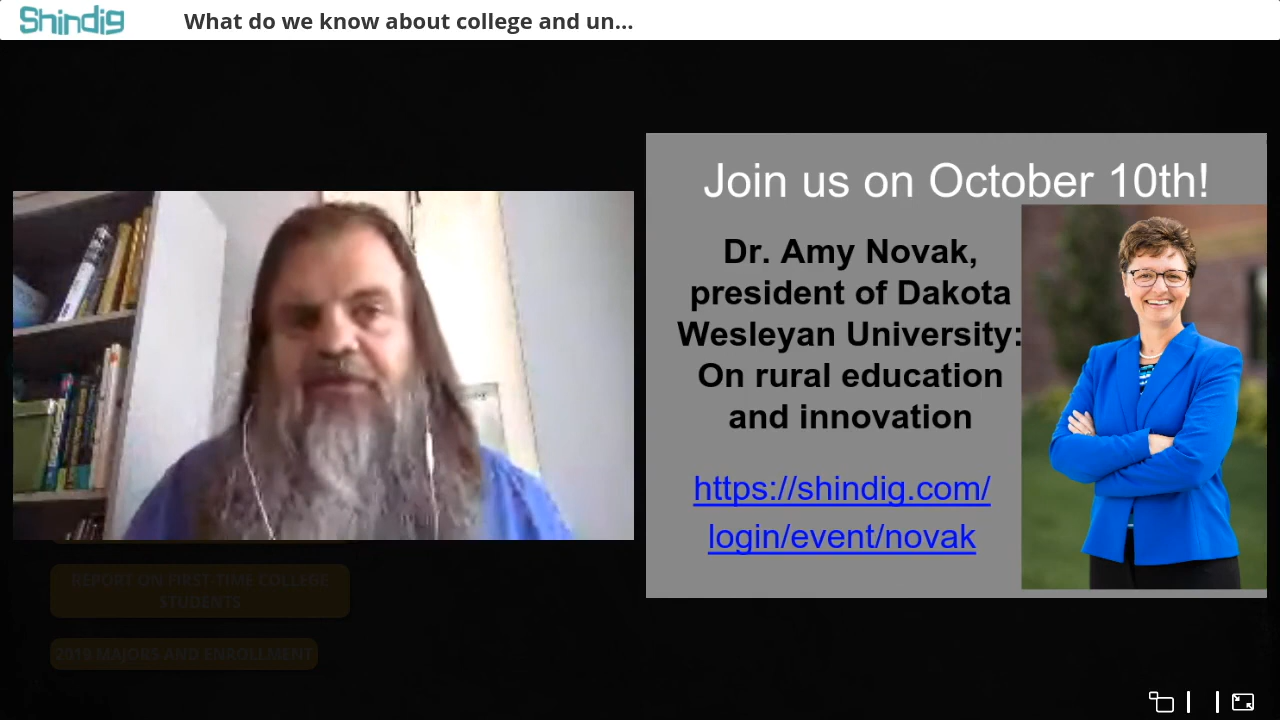 Shindig
What do we know about college and un...
Join us on October 10th!
Dr. Amy Novak,
president of Dakota
Wesleyan University:
On rural education
and innovation
https://shindig.com/
login/event/novak
REPORT ON FIRST-TIME COLLEGE
STUDENTS
2019 MAJORS AND ENROLLMENT